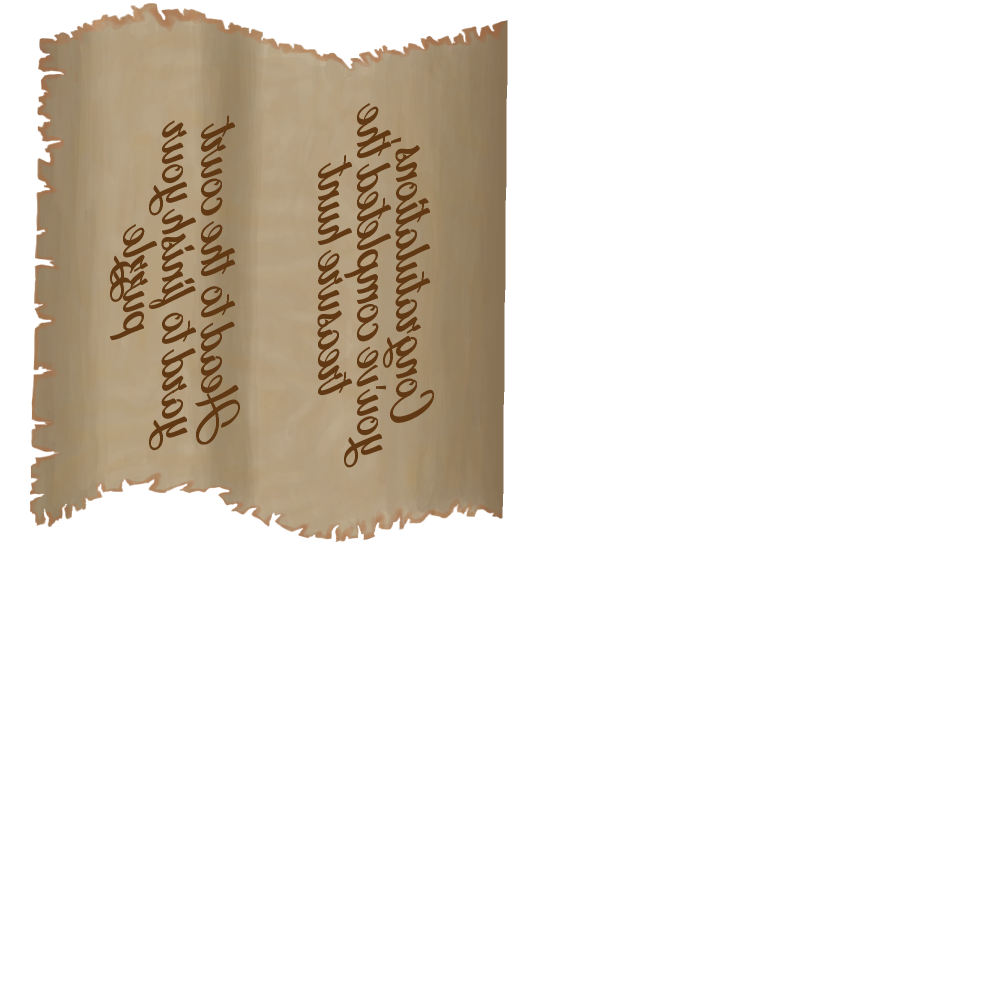 Congratulations,
you've completed the
treasure hunt
Head to the court
yard to finish your
puzzle